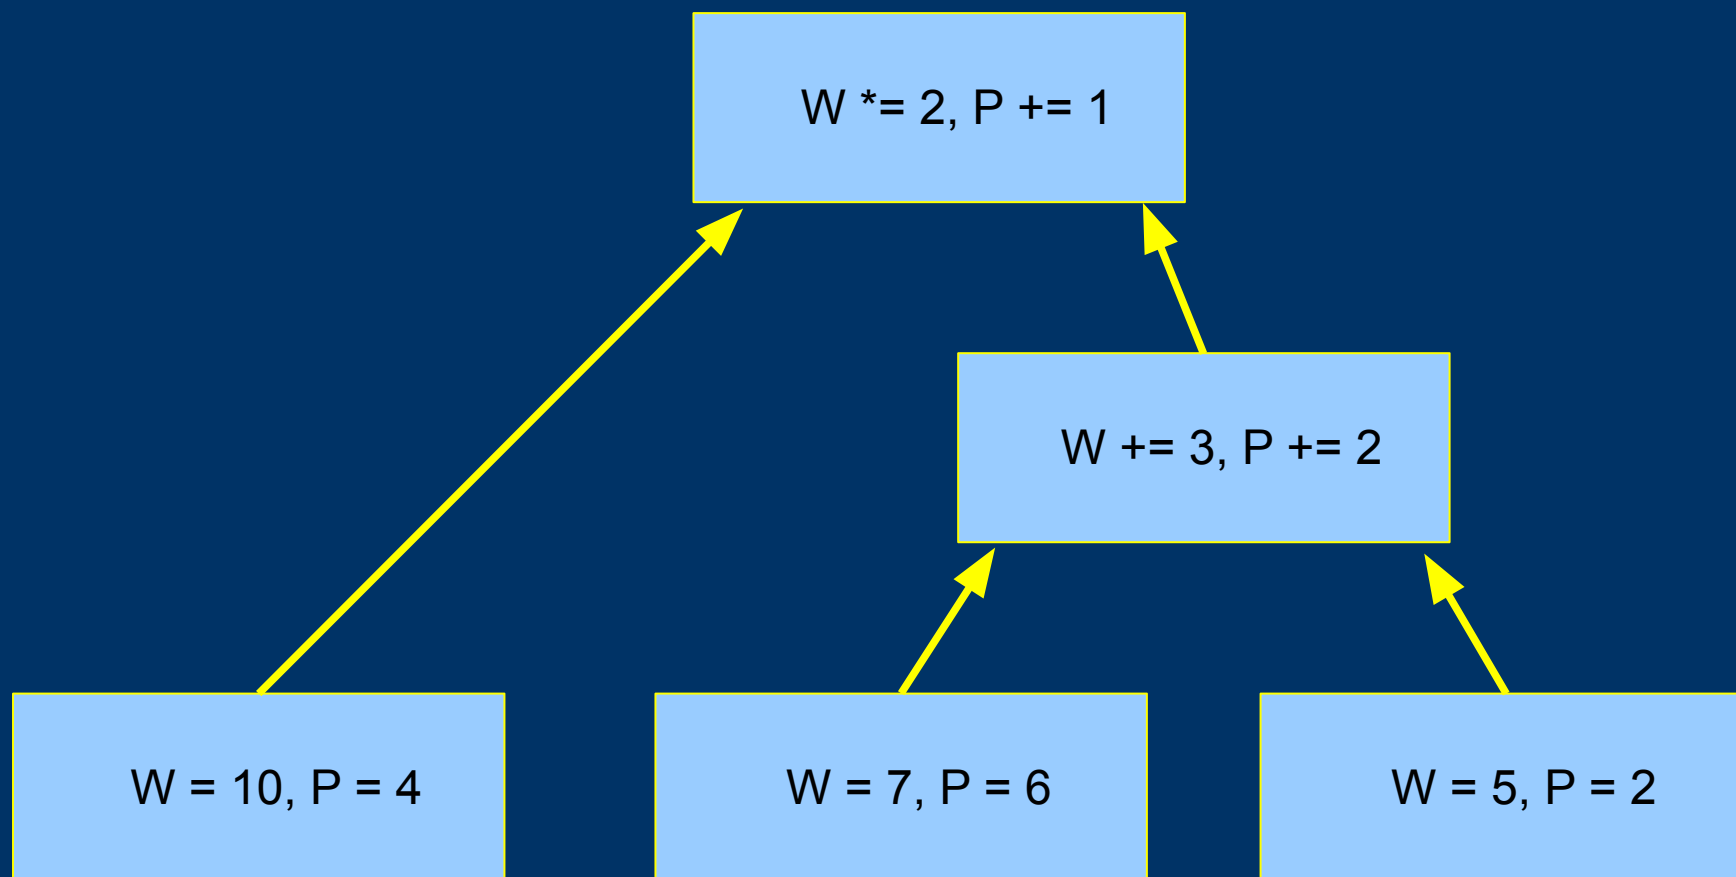 W *= 2, P += 1
W += 3, P += 2
W = 10, P = 4
W = 7, P = 6
W = 5, P = 2